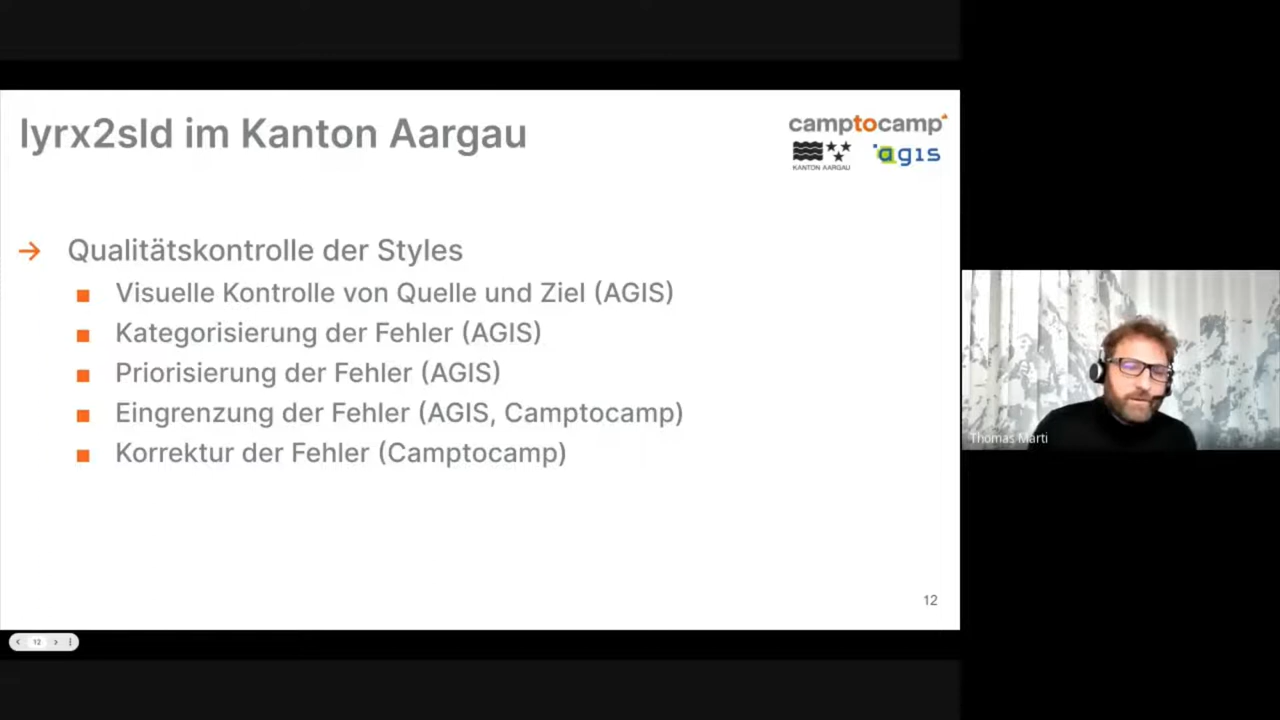 lyrx2sld im Kanton Aargau
camptocamp
KANTON AARGAU
agis
→ Qualitätskontrolle der Styles
■ Visuelle Kontrolle von Quelle und Ziel (AGIS)
■ Kategorisierung der Fehler (AGIS)
■ Priorisierung der Fehler (AGIS)
■ Eingrenzung der Fehler (AGIS, Camptocamp)
■ Korrektur der Fehler (Camptocamp)
Thomas Marti
12
12